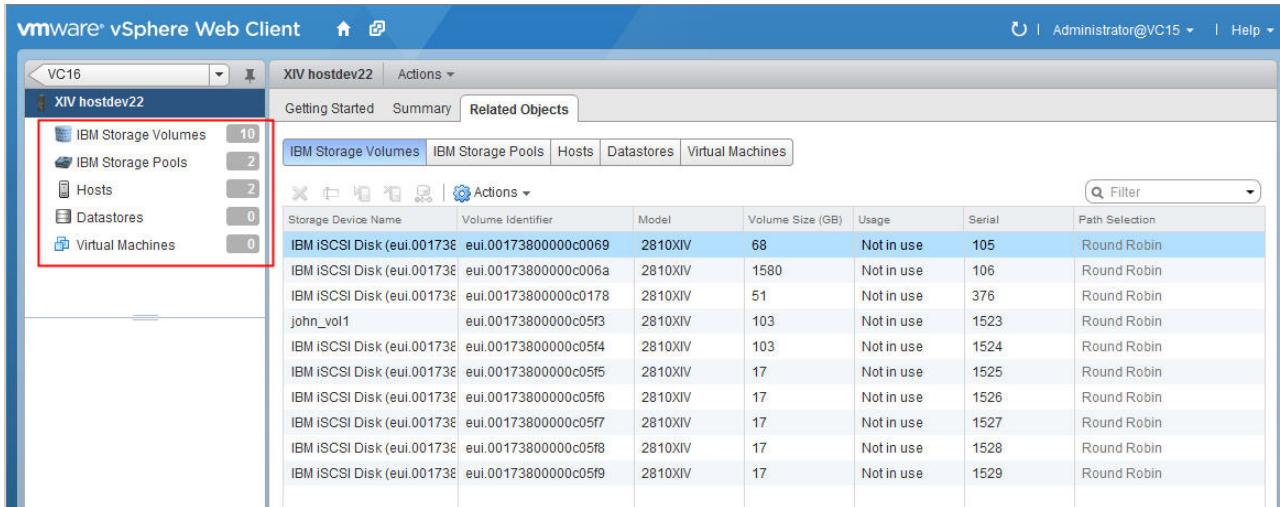 vmware® vSphere Web Client
Administrator@VC15
Help
VC16
XIV hostdev22
IBM Storage Volumes 10
IBM Storage Pools 2
Hosts 2
Datastores 0
Virtual Machines 0
XIV hostdev22 Actions
Getting Started Summary Related Objects
IBM Storage Volumes IBM Storage Pools Hosts Datastores Virtual Machines
Actions
Filter
Storage Device Name Volume Identifier Model Volume Size (GB) Usage Serial Path Selection
IBM iSCSI Disk (eui.001738 eui.00173800000c0069 2810XIV 68 Not in use 105 Round Robin
IBM iSCSI Disk (eui.001738 eui.00173800000c006a 2810XIV 1580 Not in use 106 Round Robin
IBM iSCSI Disk (eui.001738 eui.00173800000c0178 2810XIV 51 Not in use 376 Round Robin
john_vol1 eui.00173800000c05f3 2810XIV 103 Not in use 1523 Round Robin
IBM iSCSI Disk (eui.001738 eui.00173800000c05f4 2810XIV 103 Not in use 1524 Round Robin
IBM iSCSI Disk (eui.001738 eui.00173800000c05f5 2810XIV 17 Not in use 1525 Round Robin
IBM iSCSI Disk (eui.001738 eui.00173800000c05f6 2810XIV 17 Not in use 1526 Round Robin
IBM iSCSI Disk (eui.001738 eui.00173800000c05f7 2810XIV 17 Not in use 1527 Round Robin
IBM iSCSI Disk (eui.001738 eui.00173800000c05f8 2810XIV 17 Not in use 1528 Round Robin
IBM iSCSI Disk (eui.001738 eui.00173800000c05f9 2810XIV 17 Not in use 1529 Round Robin